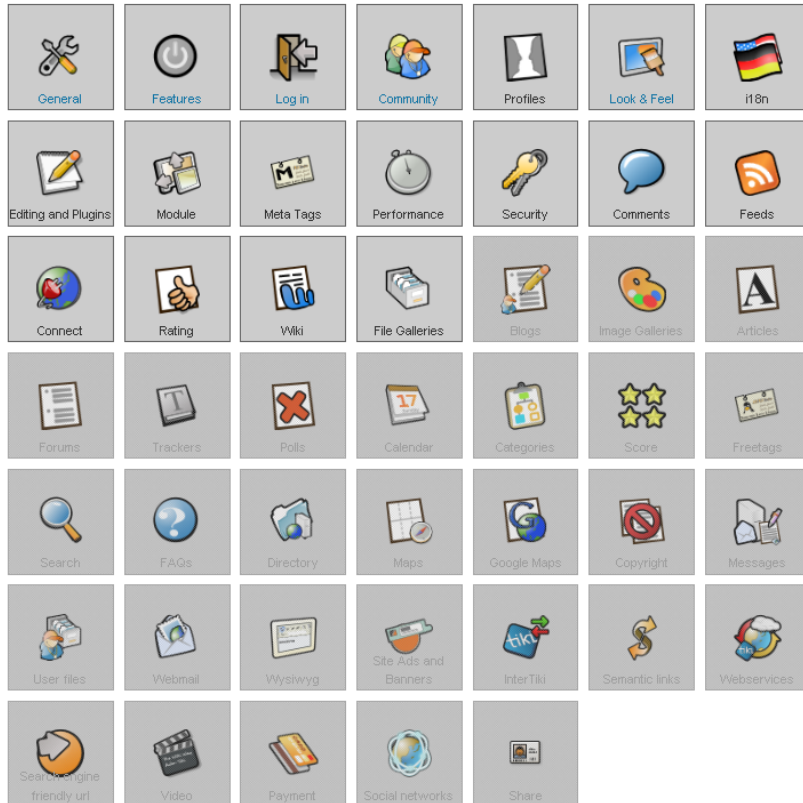 General
Features
Log in
Community
Profiles
Look & Feel
i18n
Editing and Plugins
Module
Meta Tags
Performance
Security
Comments
Feeds
Connect
Rating
Wiki
File Galleries
Blogs
Image Galleries
Articles
Forums
Trackers
Polls
Calendar
Categories
Score
Freetags
Search
FAQs
Directory
Maps
Google Maps
Copyright
Messages
User files
Webmail
Wysiwyg
Site Ads and
Banners
InterTiki
Semantic links
Webservices
Search engine
friendly url
Video
Payment
Social networks
Share